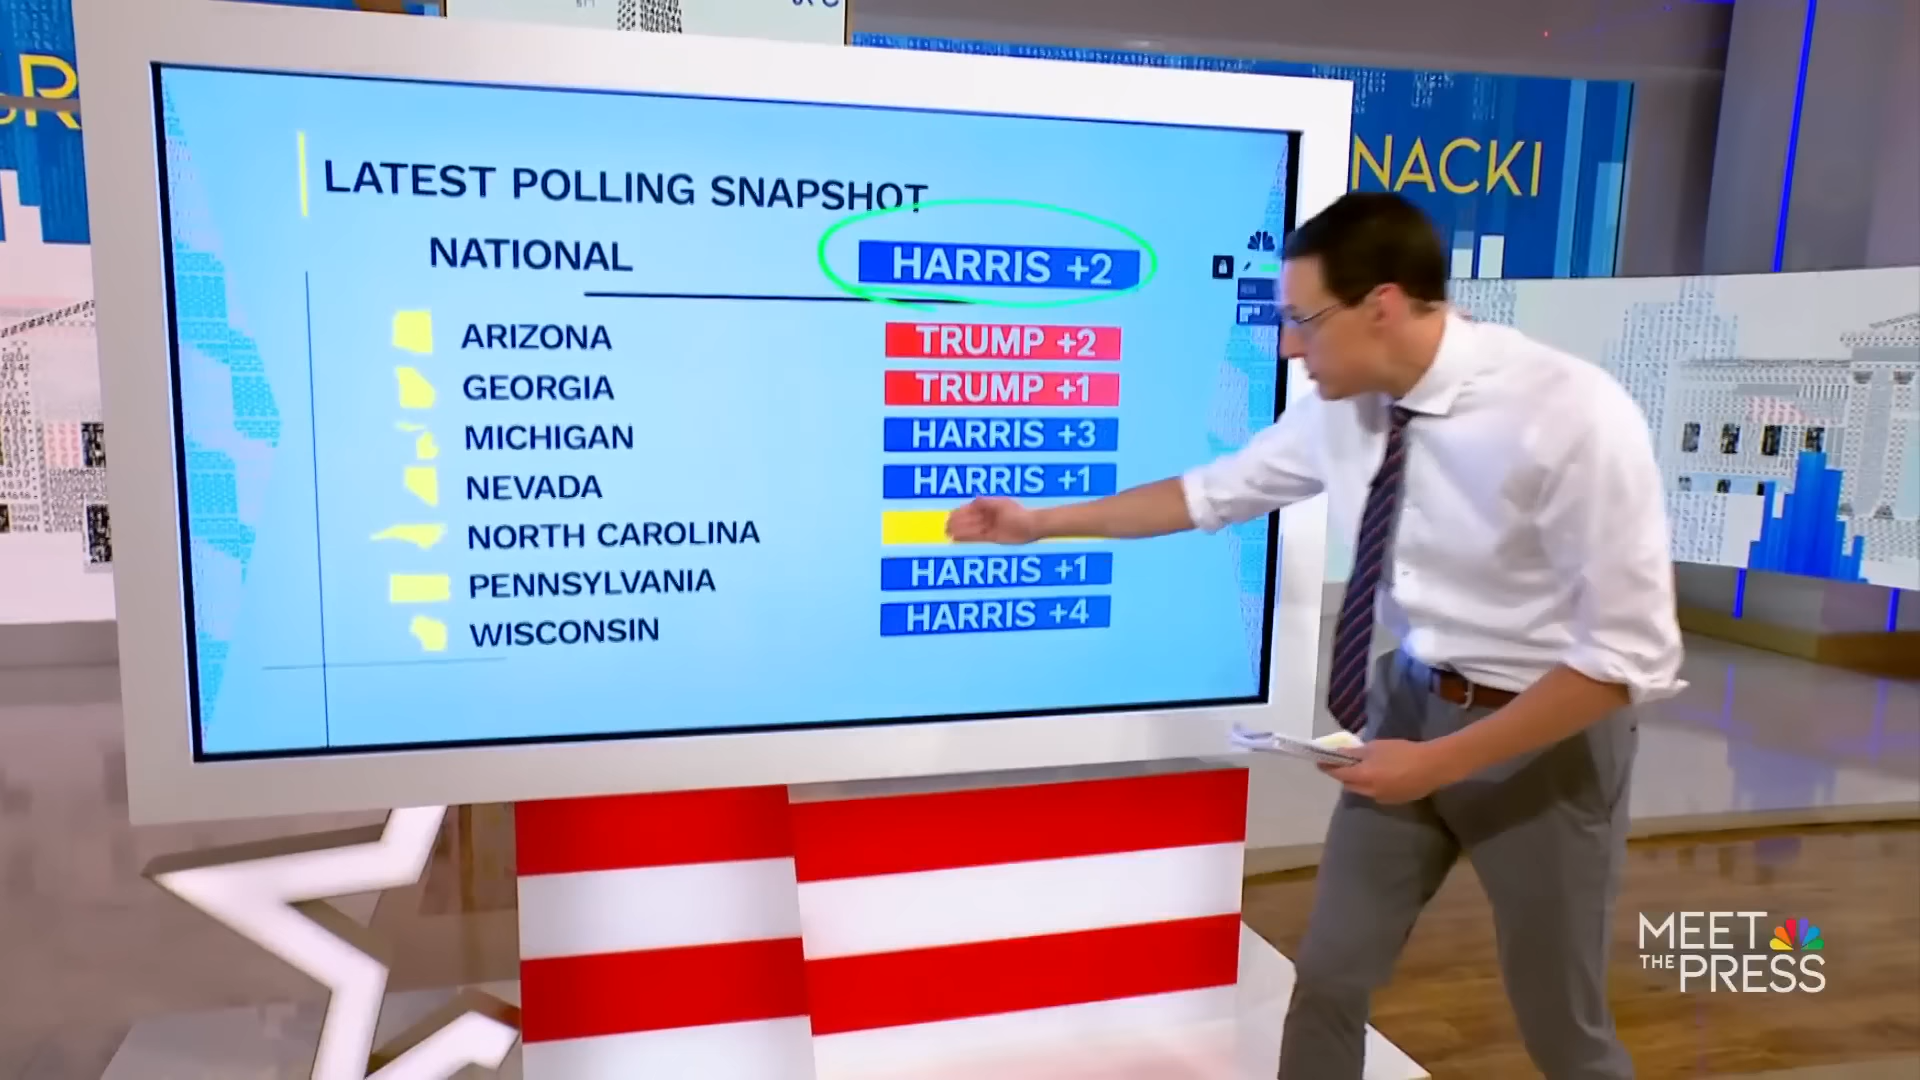 LATEST POLLING SNAPSHOT
NATIONAL HARRIS +2
ARIZONA TRUMP +2
GEORGIA TRUMP +1
MICHIGAN HARRIS +3
NEVADA HARRIS +1
NORTH CAROLINA
PENNSYLVANIA HARRIS +1
WISCONSIN HARRIS +4
NACKI
MEET
THE PRESS